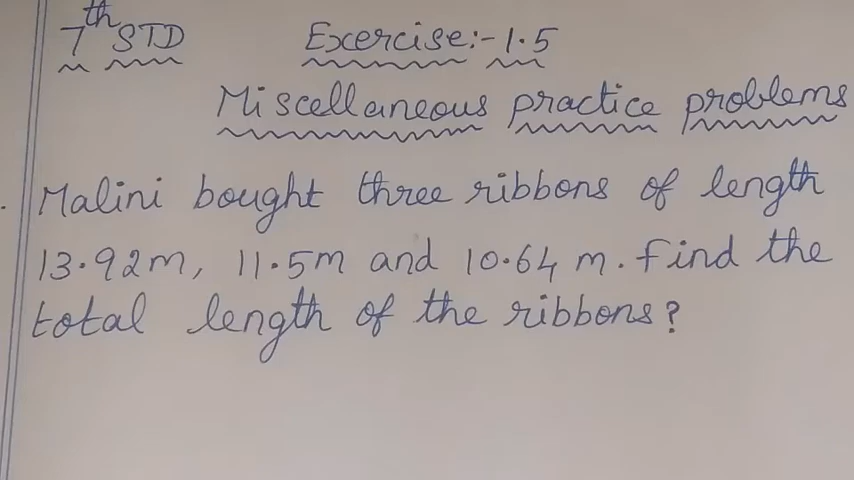 7th STD Exercise:- 1.5
Miscellaneous practice problems
. Malini bought three ribbons of length
13.92m, 11.5m and 10.64 m. Find the
total length of the ribbons?